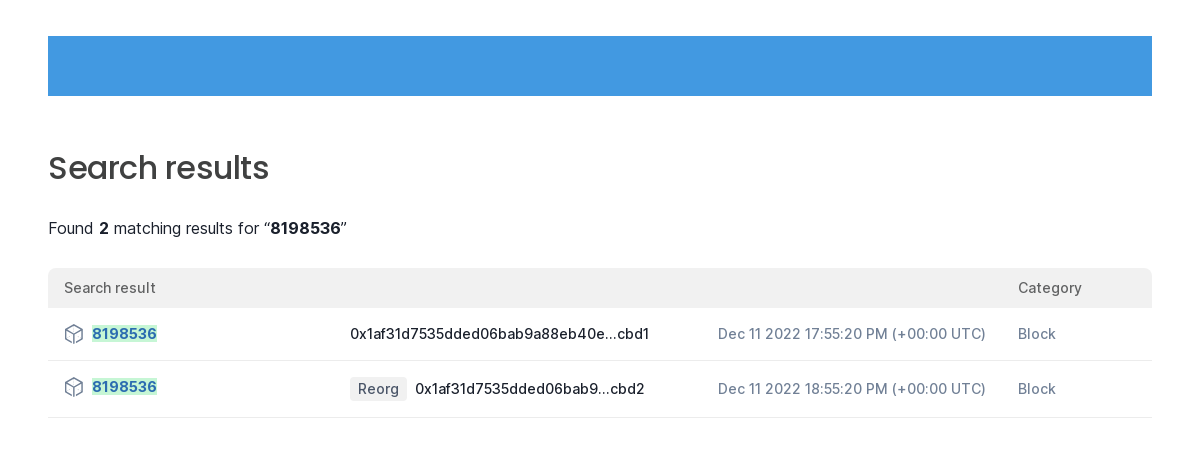 Search results
Found 2 matching results for “8198536”
Search result Category
8198536 0x1af31d7535dded06bab9a88eb40e...cbd1 Dec 11 2022 17:55:20 PM (+00:00 UTC) Block
8198536 Reorg 0x1af31d7535dded06bab9...cbd2 Dec 11 2022 18:55:20 PM (+00:00 UTC) Block